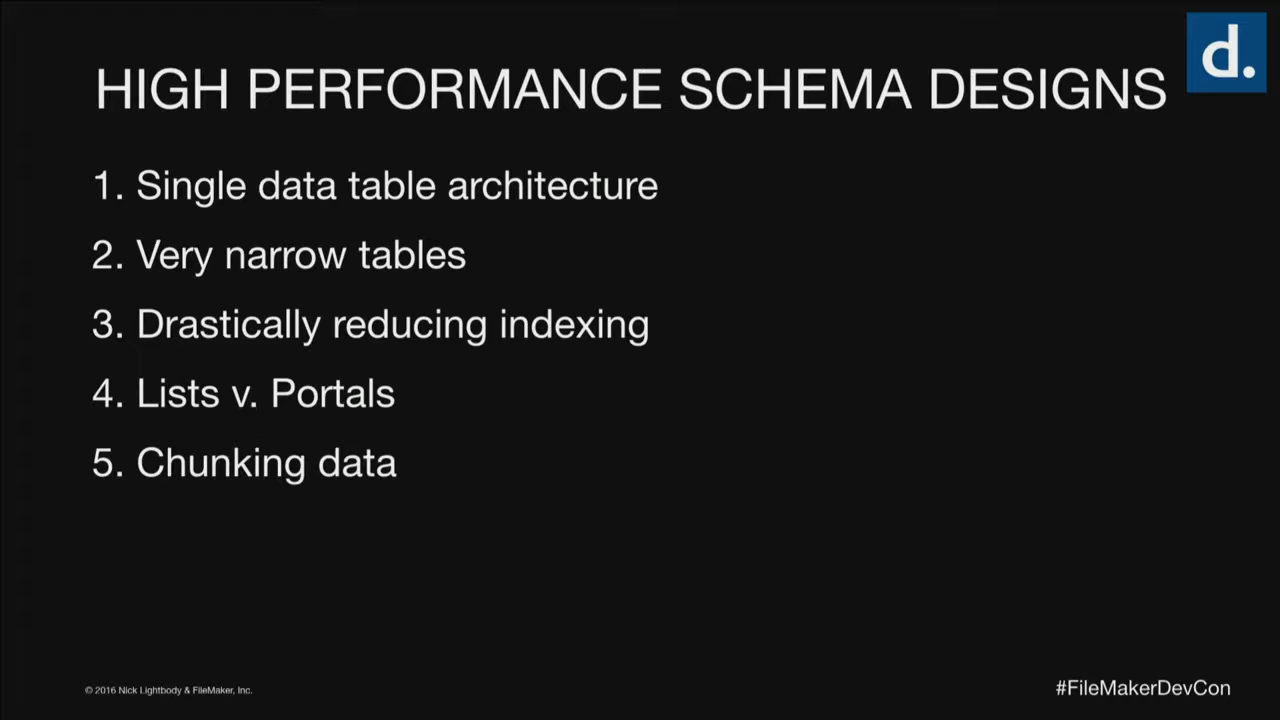 d.
HIGH PERFORMANCE SCHEMA DESIGNS
1. Single data table architecture
2. Very narrow tables
3. Drastically reducing indexing
4. Lists v. Portals
5. Chunking data
© 2016 Nick Lightbody & FileMaker, Inc.
#FileMakerDevCon